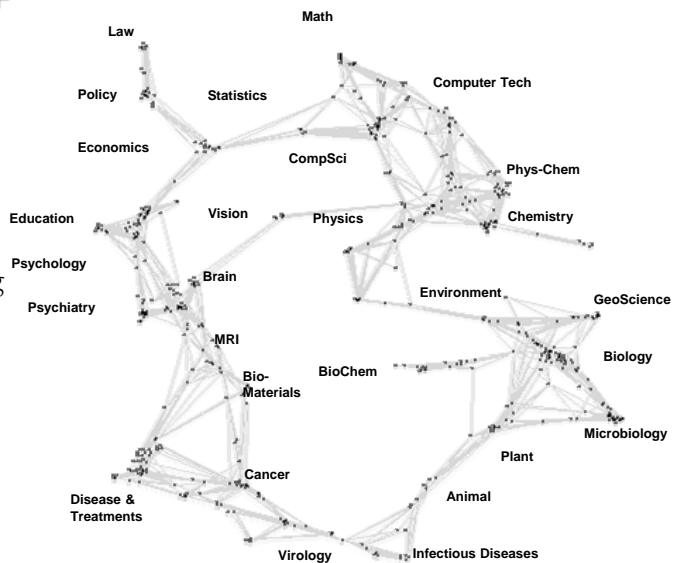 Math
Law
Computer Tech
Policy
Statistics
Economics
CompSci
Phys-Chem
Education
Vision
Physics
Chemistry
Psychology
Brain
Environment
GeoScience
Psychiatry
MRI
Biology
BioChem
Bio-
Materials
Microbiology
Plant
Cancer
Disease &
Treatments
Animal
Virology
Infectious Diseases